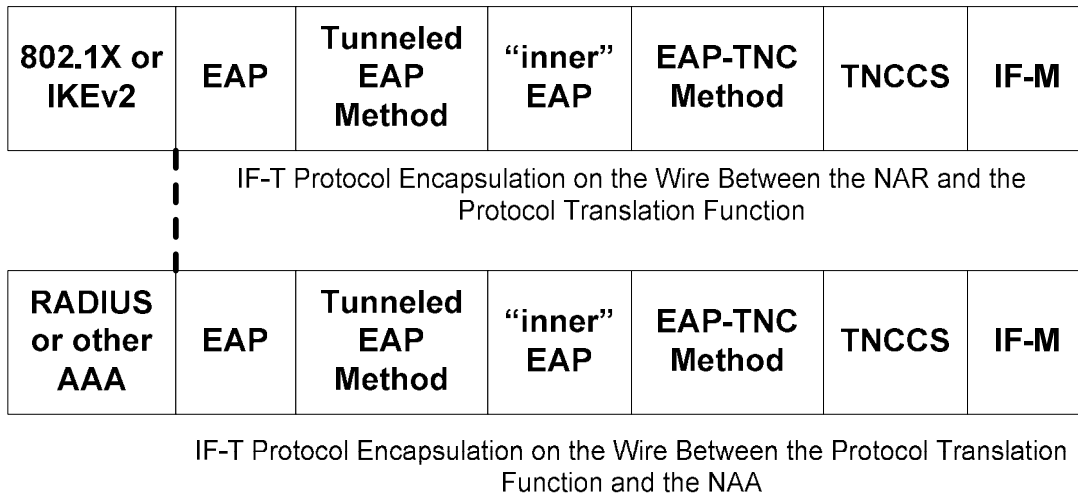 802.1X or
IKEv2
EAP
Tunneled
EAP
Method
“inner”
EAP
EAP-TNC
Method
TNCCS
IF-M
IF-T Protocol Encapsulation on the Wire Between the NAR and the
Protocol Translation Function
RADIUS
or other
AAA
EAP
Tunneled
EAP
Method
“inner”
EAP
EAP-TNC
Method
TNCCS
IF-M
IF-T Protocol Encapsulation on the Wire Between the Protocol Translation
Function and the NAA